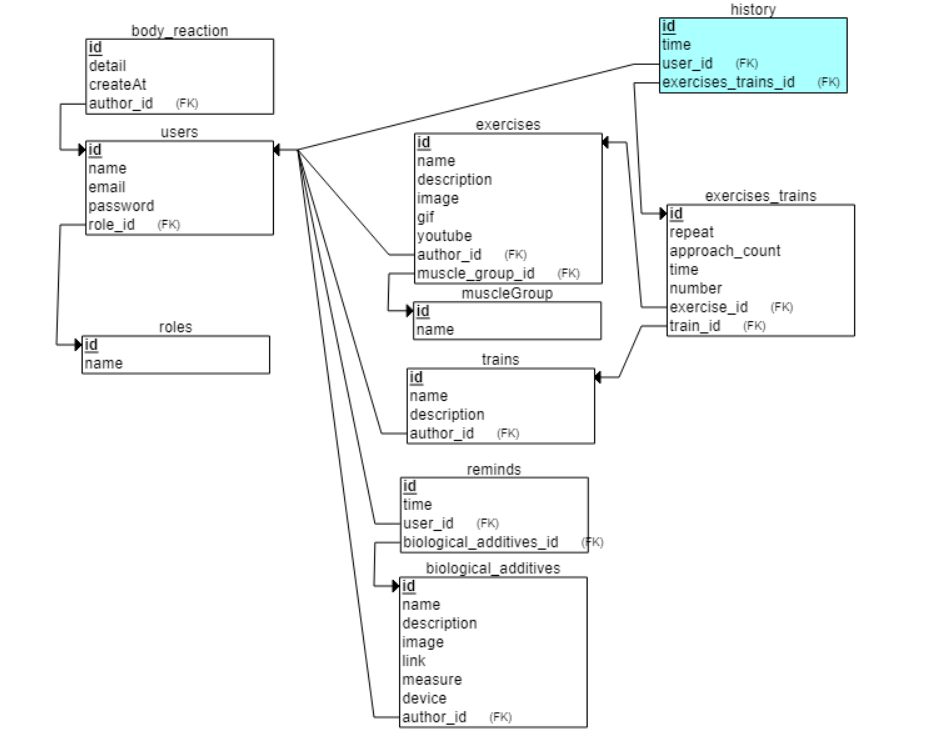 body_reaction
id
detail
createAt
author_id (FK)
users
id
name
email
password
role_id (FK)
roles
id
name
exercises
id
name
description
image
gif
youtube
author_id (FK)
muscle_group_id (FK)
muscleGroup
id
name
trains
id
name
description
author_id (FK)
reminds
id
time
user_id (FK)
biological_additives_id (FK)
biological_additives
id
name
description
image
link
measure
device
author_id (FK)
history
id
time
user_id (FK)
exercises_trains_id (FK)
exercises_trains
id
repeat
approach_count
time
number
exercise_id (FK)
train_id (FK)